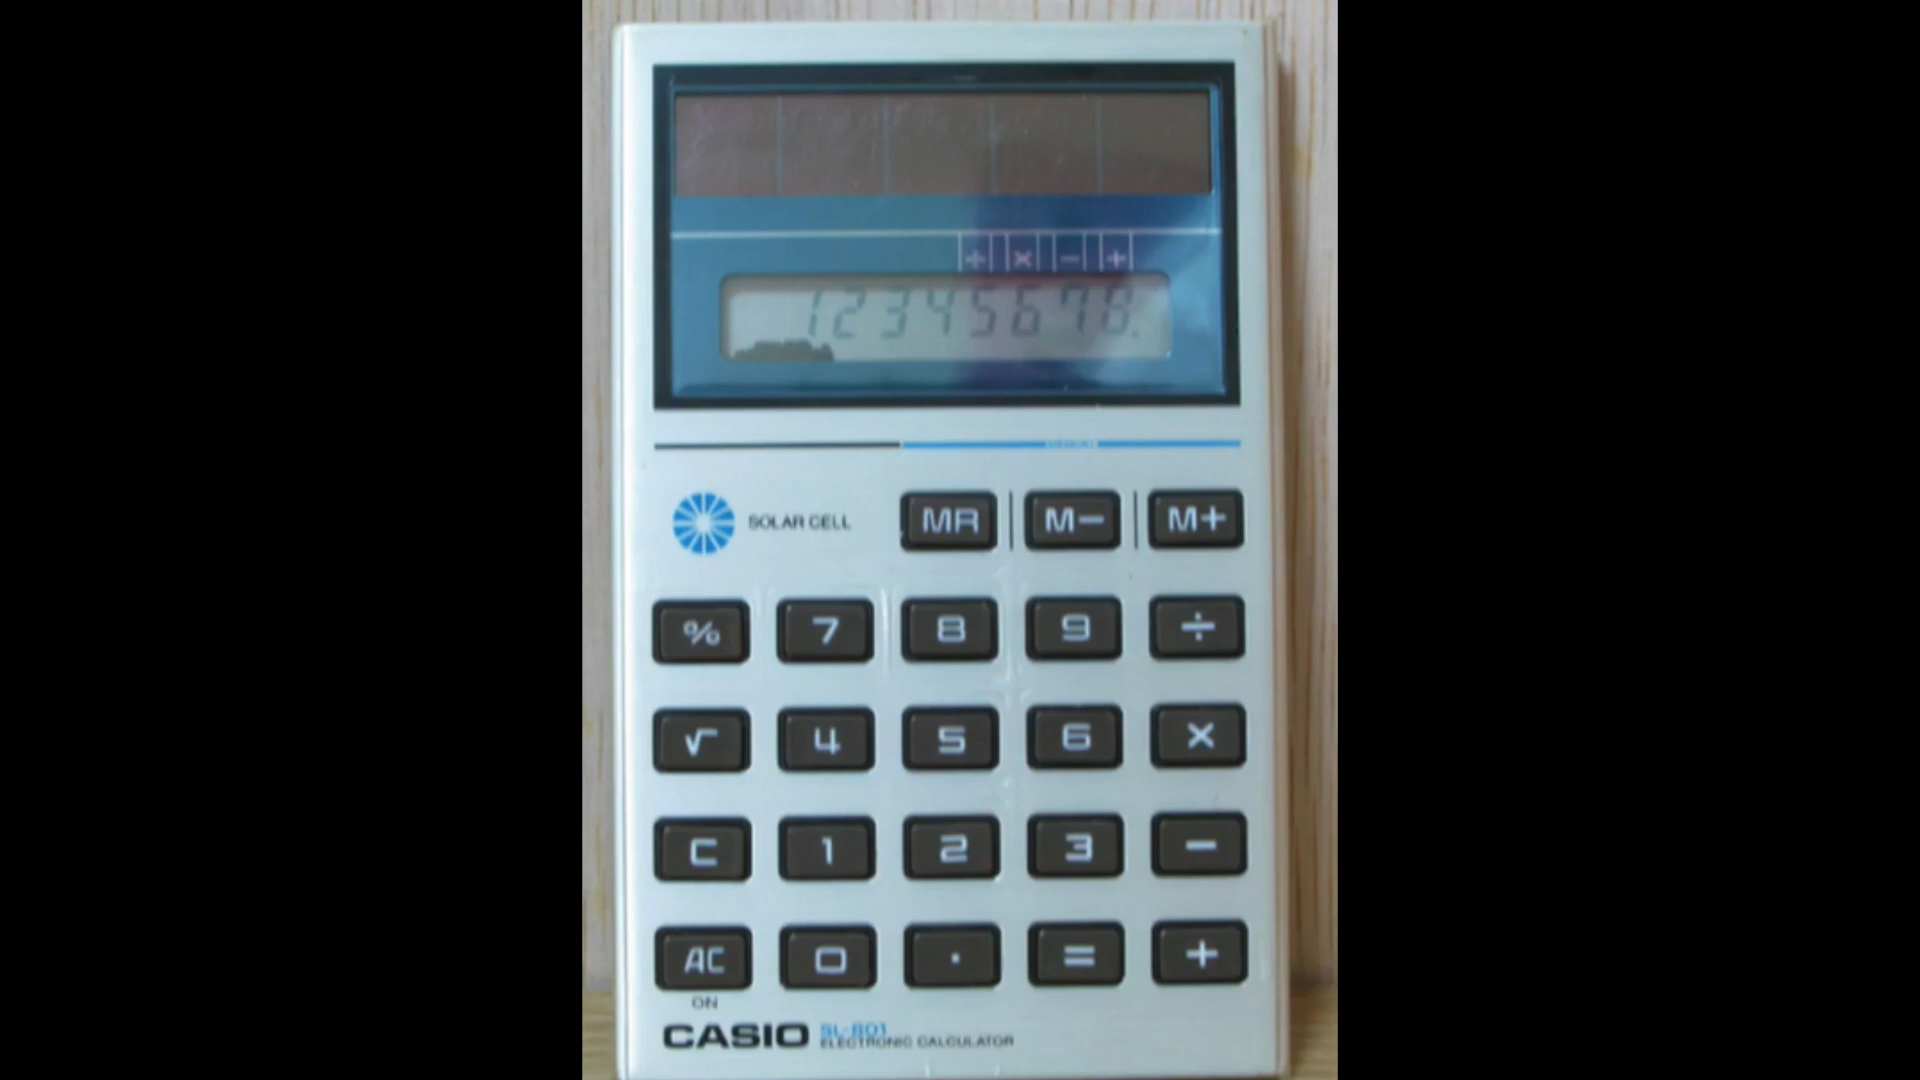 ÷ × − +
12345678.
SOLAR CELL MR M− M+
% 7 8 9 ÷
√ 4 5 6 ×
C 1 2 3 −
AC 0 . = +
ON
CASIO SL-801
ELECTRONIC CALCULATOR